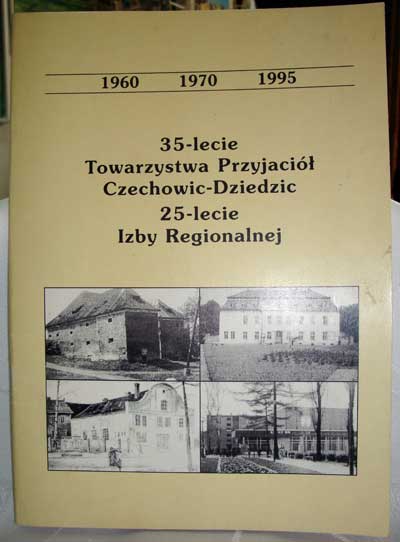 1960 1970 1995
35-lecie
Towarzystwa Przyjaciół
Czechowic-Dziedzic
25-lecie
Izby Regionalnej